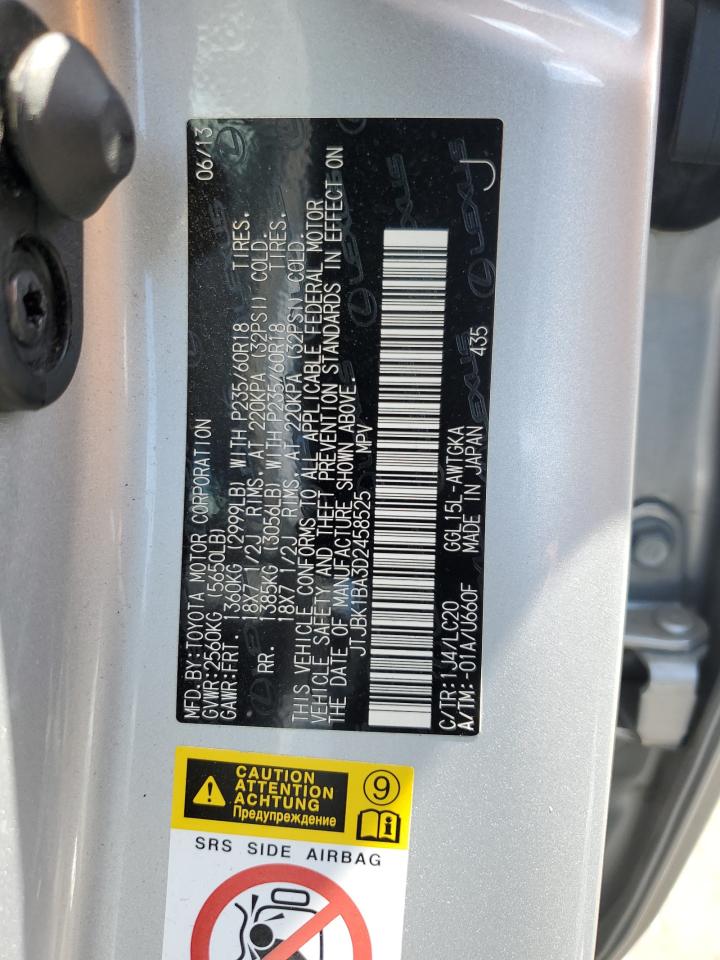 MFD.BY:TOYOTA MOTOR CORPORATION 06/13
GVWR:2560KG (5650LB)
GAWR:FRT. 1360KG (2999LB) WITH P235/60R18 TIRES.
18X7 1/2J RIMS, AT 220KPA (32PSI) COLD.
RR. 1385KG (3056LB) WITH P235/60R18 TIRES.
18X7 1/2J RIMS, AT 220KPA (32PSI) COLD.
THIS VEHICLE CONFORMS TO ALL APPLICABLE FEDERAL MOTOR
VEHICLE SAFETY AND THEFT PREVENTION STANDARDS IN EFFECT ON
THE DATE OF MANUFACTURE SHOWN ABOVE.
JTJBK1BA3D2458525 MPV
C/TR:1J4/LC20 GGL15L-AWTGKA 435
A/TM:-01A/U660F MADE IN JAPAN
J
LEXUS
LEXUS
LEXUS
CAUTION
ATTENTION
ACHTUNG
Предупреждение
9
SRS SIDE AIRBAG